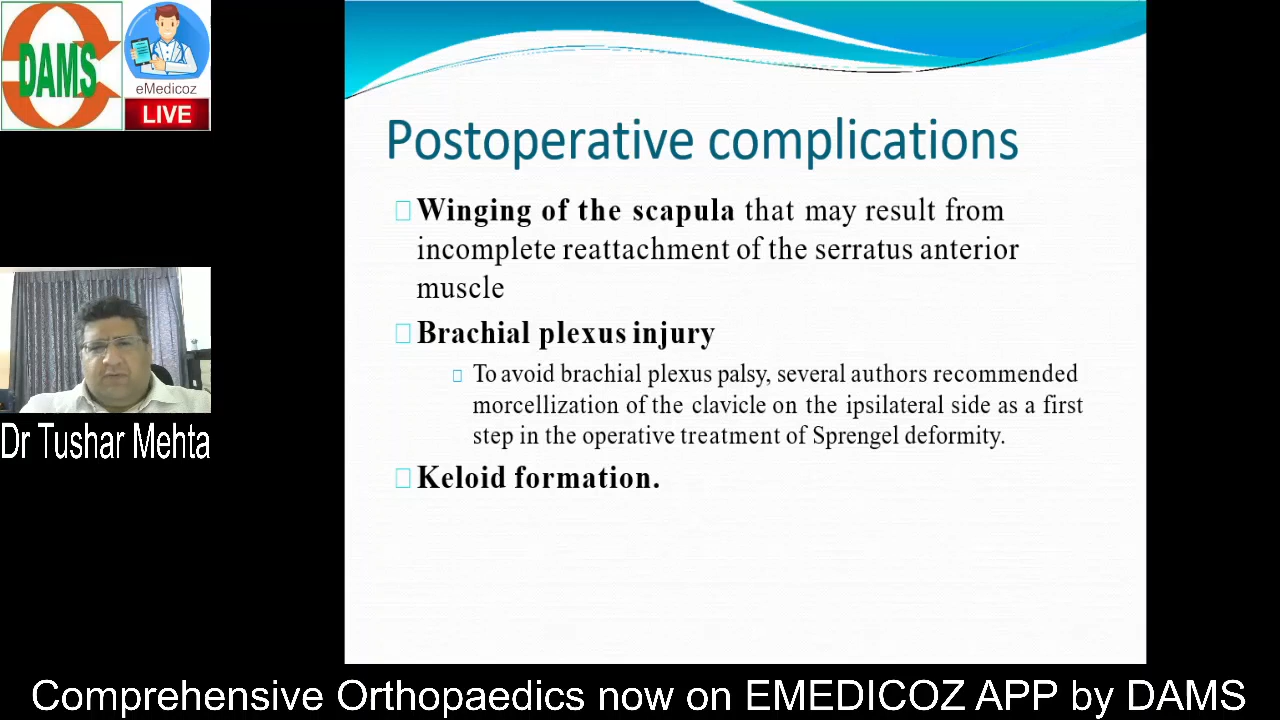 DAMS
eMedicoz
LIVE
Dr Tushar Mehta
Postoperative complications
Winging of the scapula that may result from
incomplete reattachment of the serratus anterior
muscle
Brachial plexus injury
To avoid brachial plexus palsy, several authors recommended
morcellization of the clavicle on the ipsilateral side as a first
step in the operative treatment of Sprengel deformity.
Keloid formation.
Comprehensive Orthopaedics now on EMEDICOZ APP by DAMS